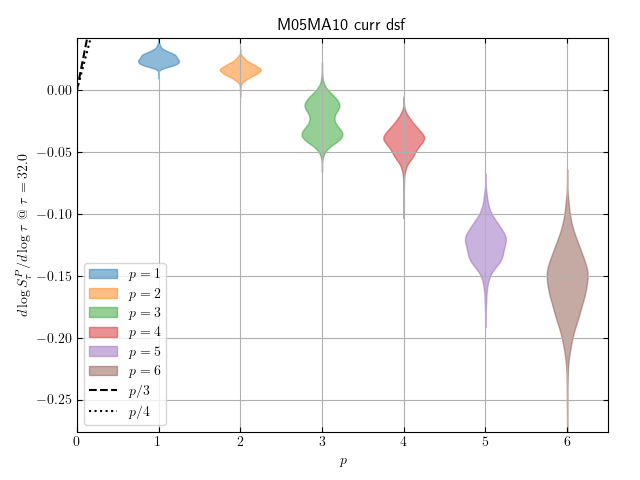 M05MA10 curr dsf
d log S_τ^P / d log τ @ τ = 32.0
0.00
−0.05
−0.10
−0.15
−0.20
−0.25
p = 1
p = 2
p = 3
p = 4
p = 5
p = 6
p/3
p/4
0 1 2 3 4 5 6
p